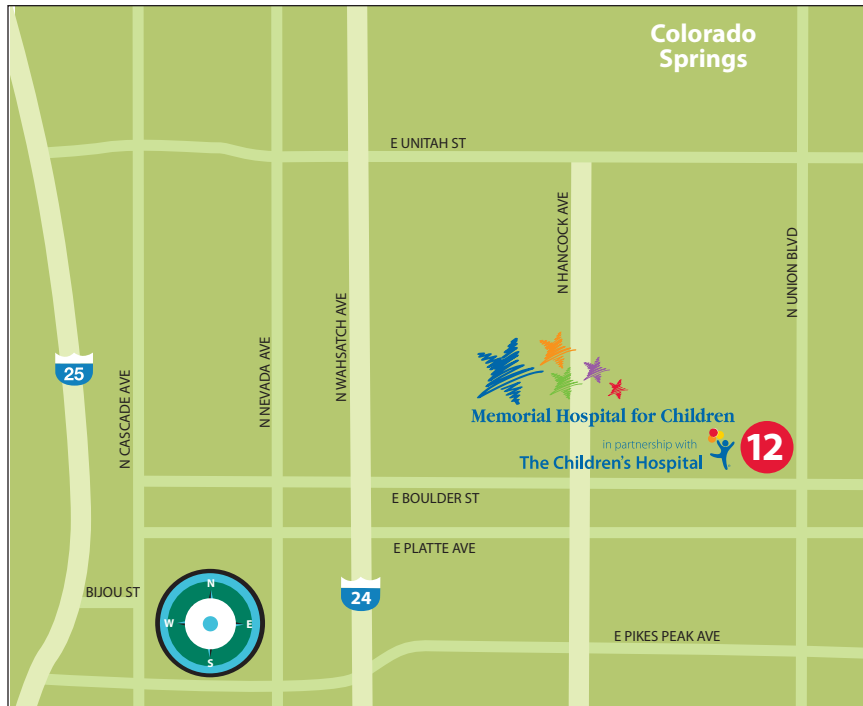 Colorado
Springs
E UNITAH ST
N HANCOCK AVE
N UNION BLVD
N WAHSATCH AVE
N NEVADA AVE
N CASCADE AVE
25
Memorial Hospital for Children
in partnership with
The Children's Hospital
12
E BOULDER ST
E PLATTE AVE
BIJOU ST
24
N
W
E
S
E PIKES PEAK AVE